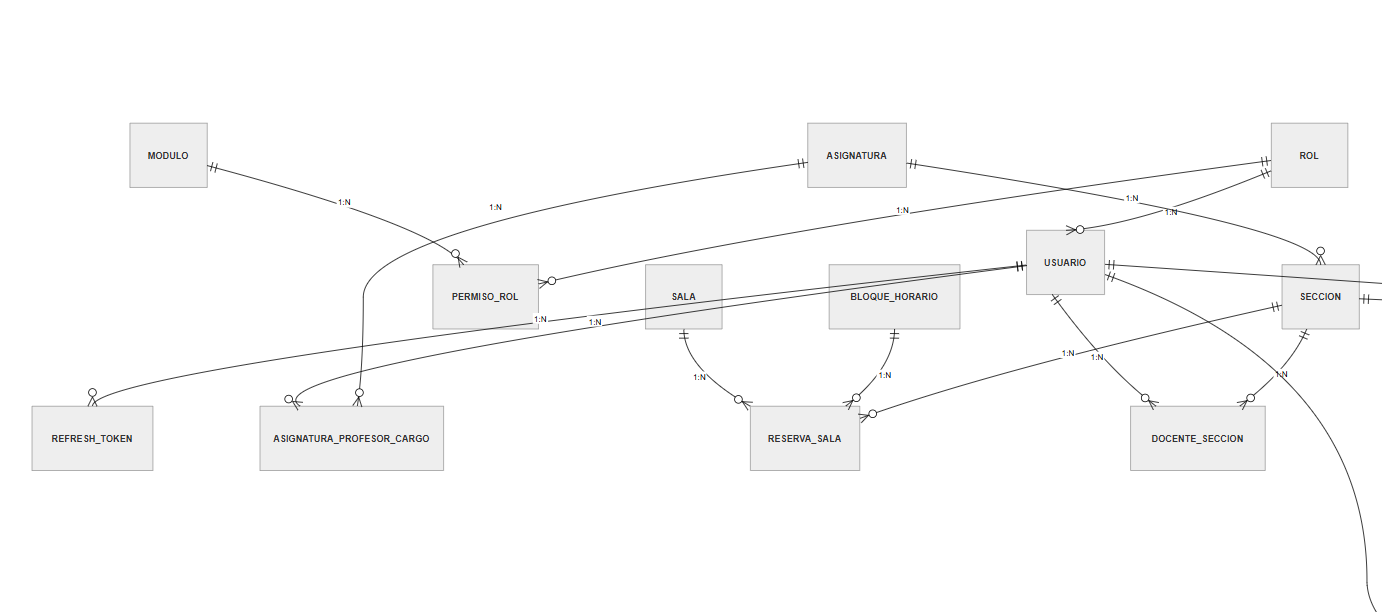 MODULO
ASIGNATURA
ROL
1:N
1:N
1:N
1:N
1:N
USUARIO
PERMISO_ROL
SALA
BLOQUE_HORARIO
SECCION
1:N
1:N
1:N
1:N
1:N
1:N
1:N
REFRESH_TOKEN
ASIGNATURA_PROFESOR_CARGO
RESERVA_SALA
DOCENTE_SECCION